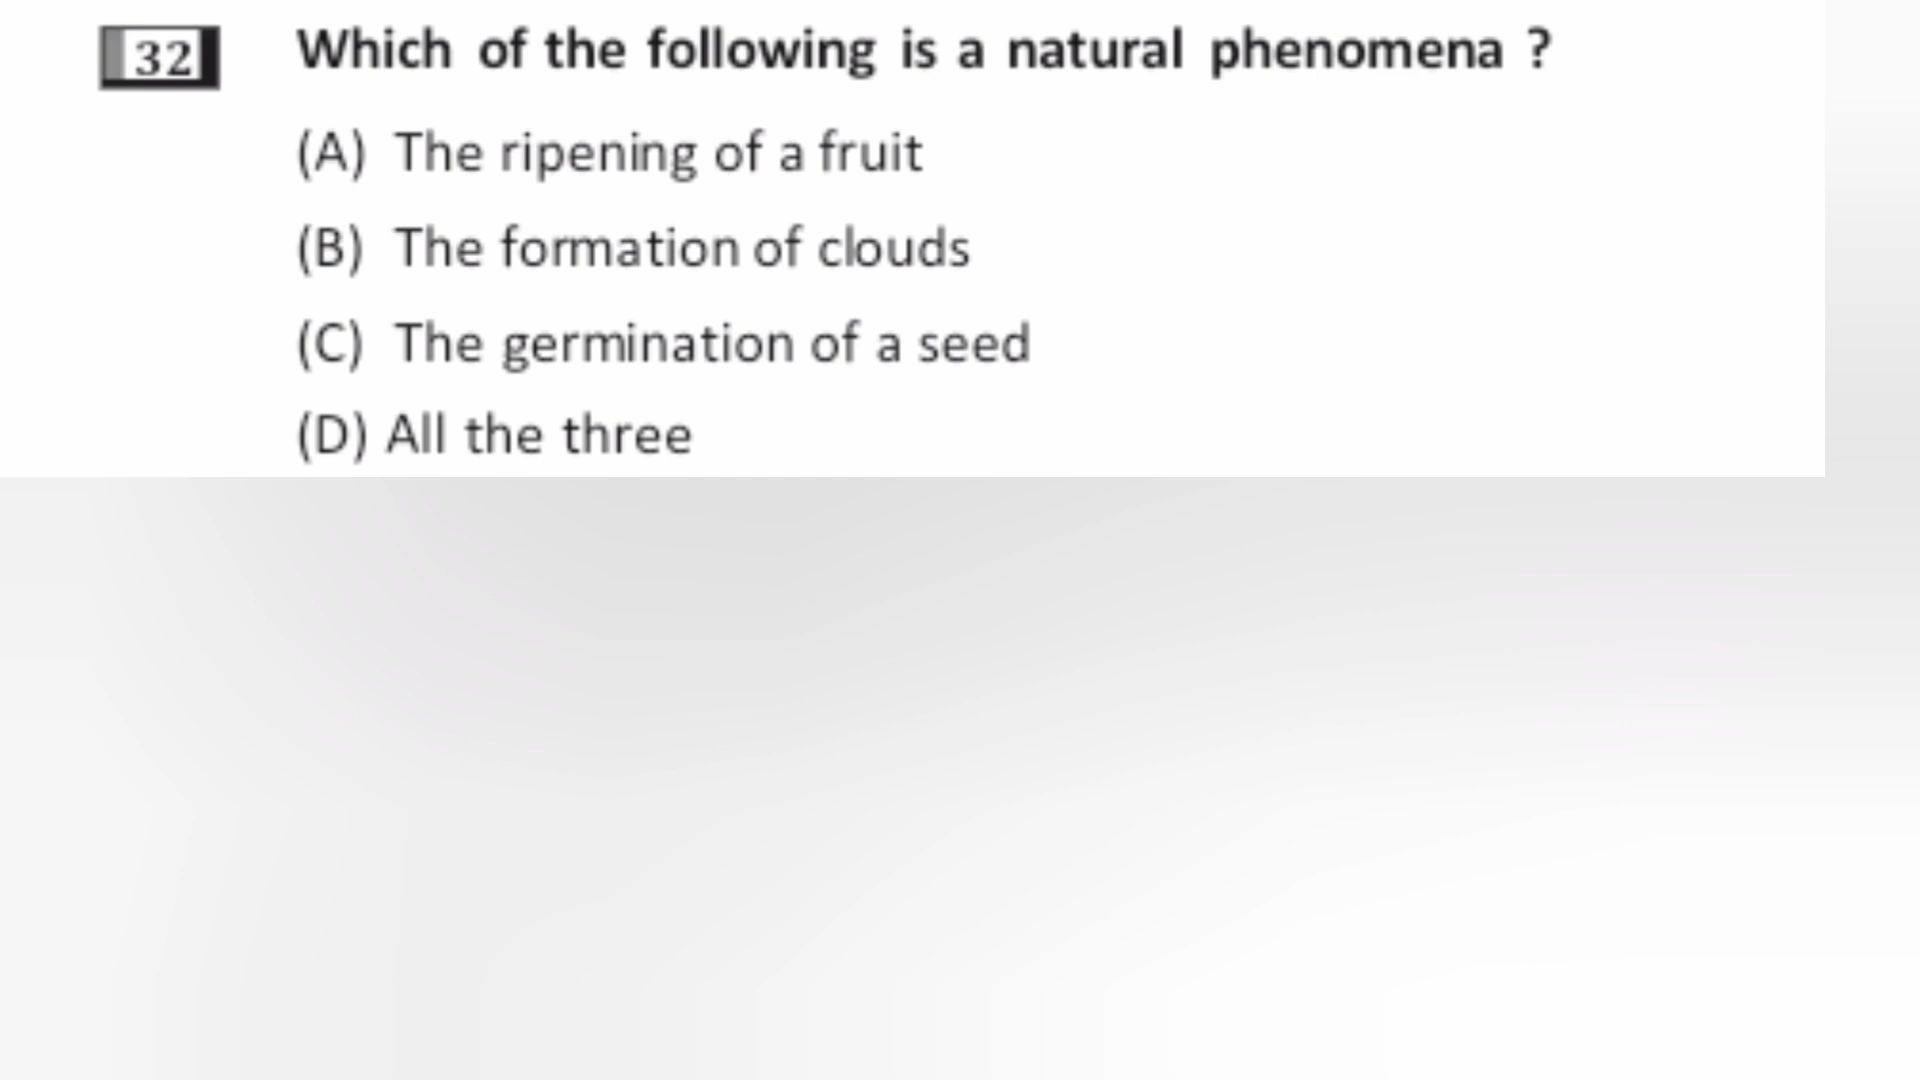 32 Which of the following is a natural phenomena ?
(A) The ripening of a fruit
(B) The formation of clouds
(C) The germination of a seed
(D) All the three